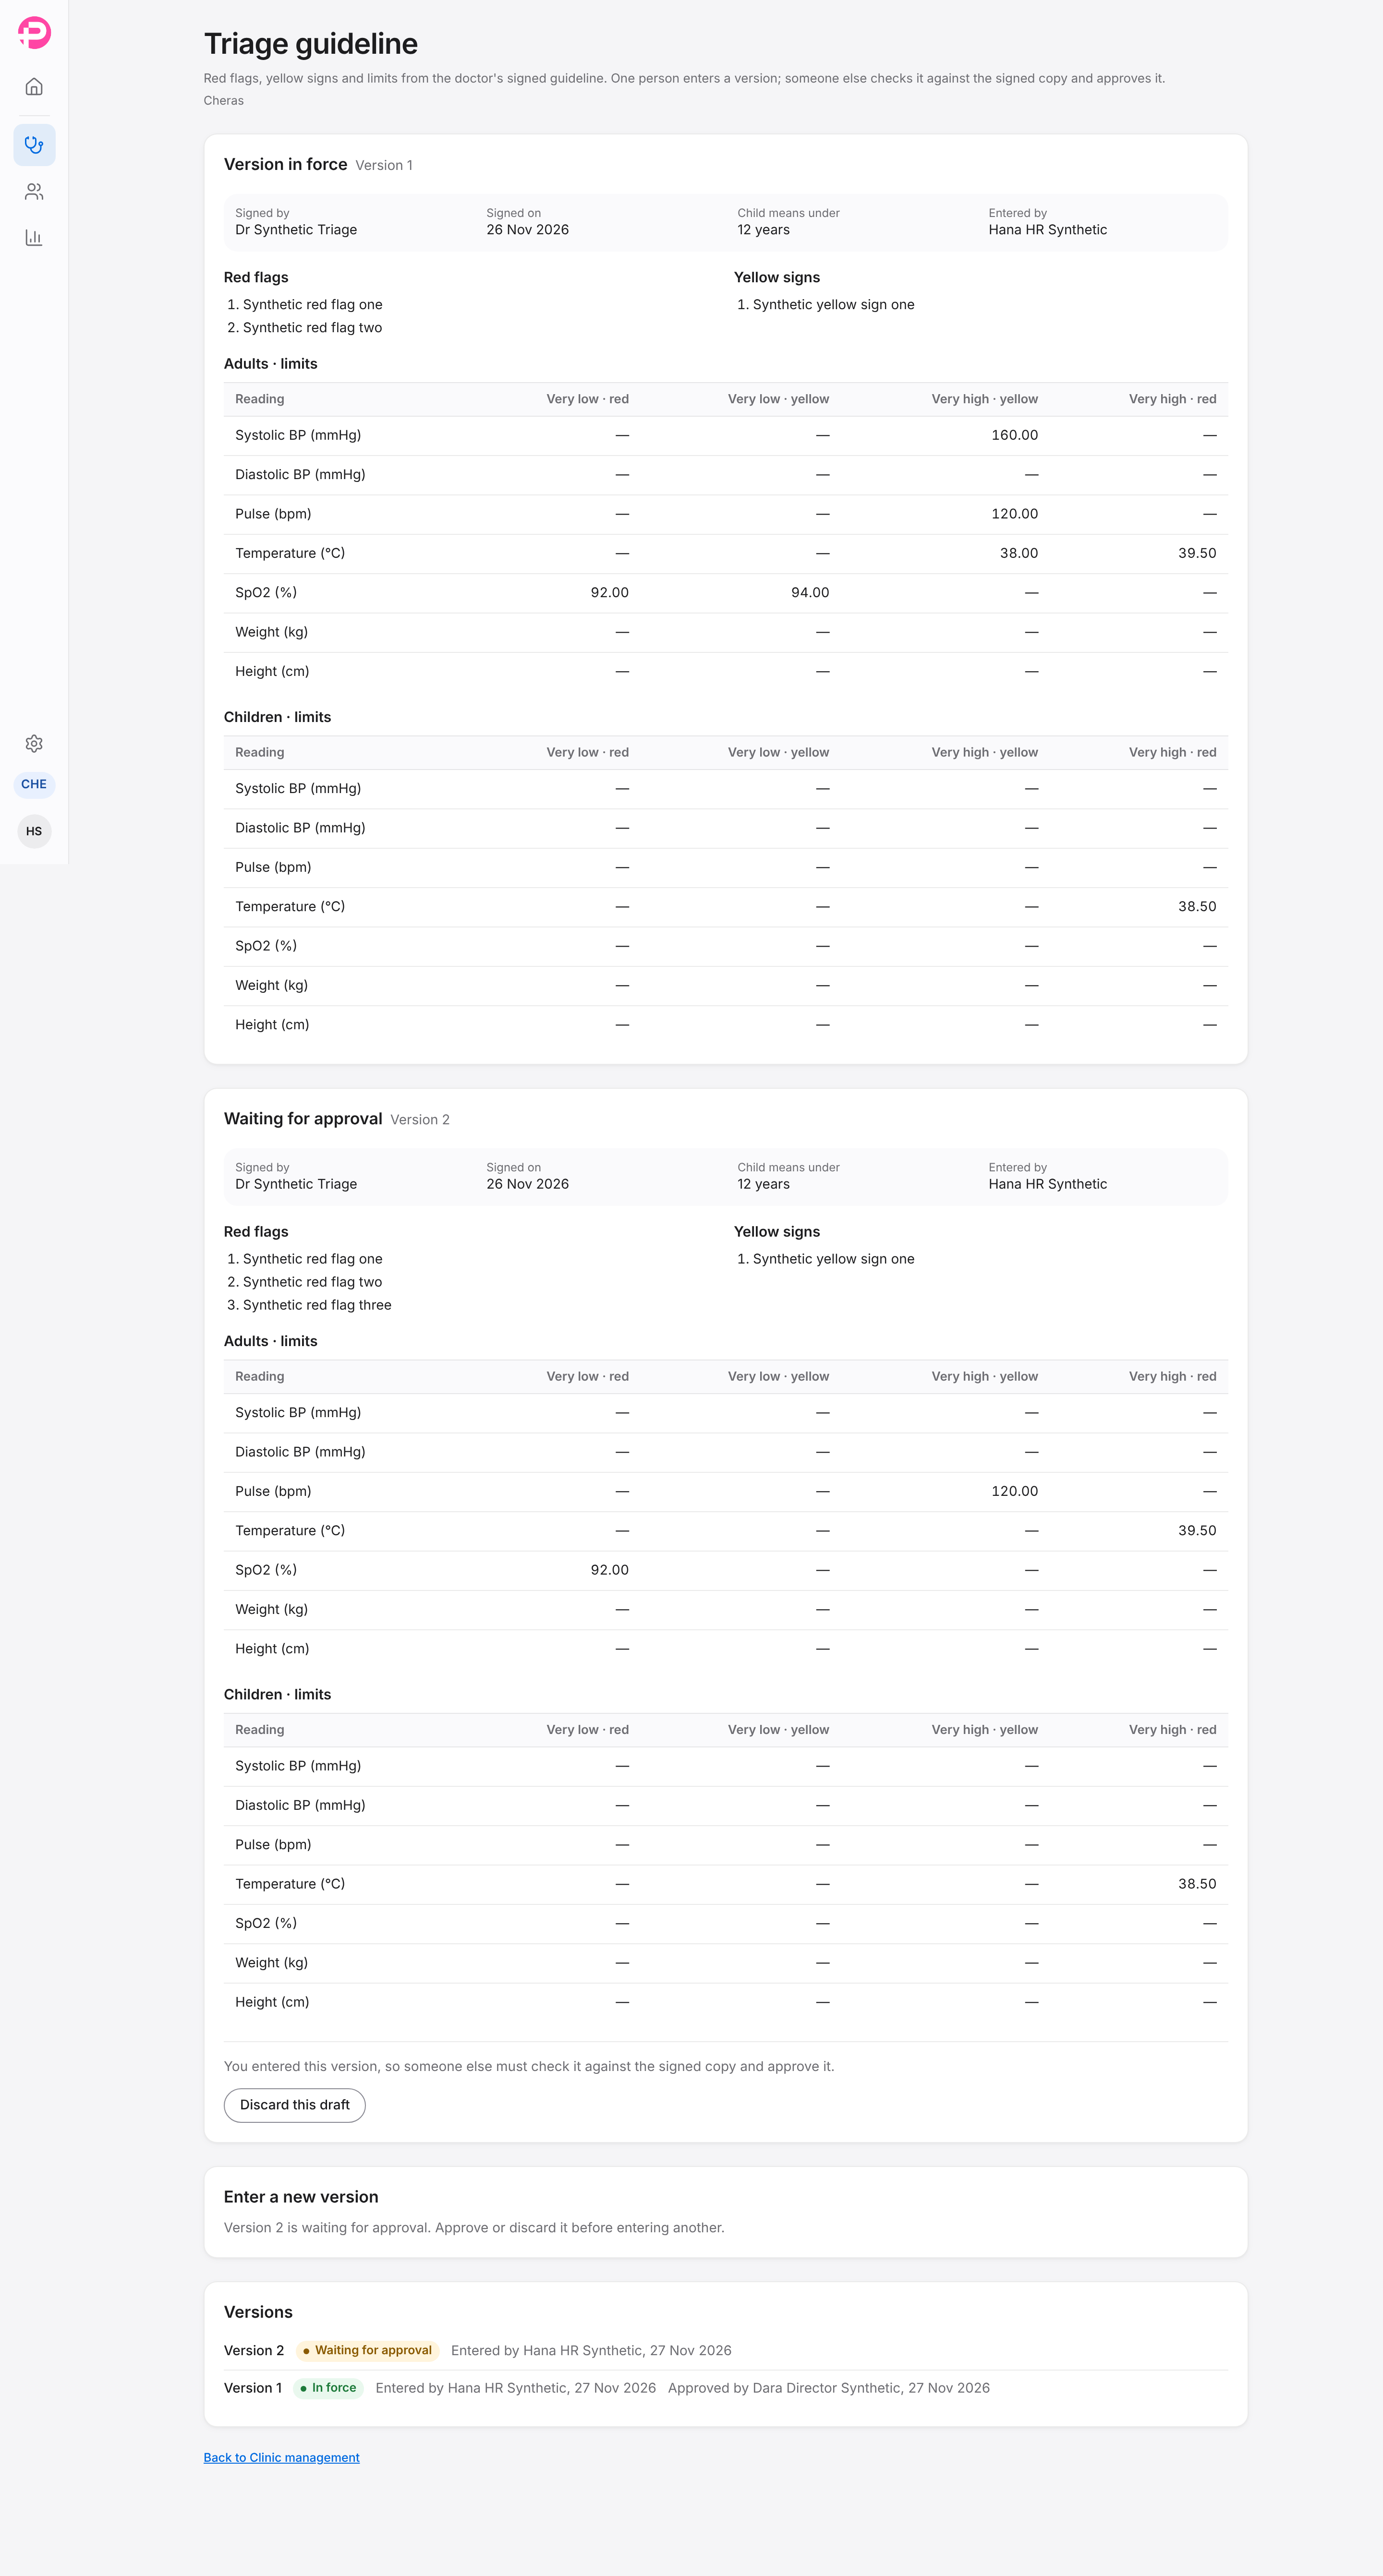 Triage guideline
Red flags, yellow signs and limits from the doctor's signed guideline. One person enters a version; someone else checks it against the signed copy and approves it.
Cheras
Version in force Version 1
Signed by Signed on Child means under Entered by
Dr Synthetic Triage 26 Nov 2026 12 years Hana HR Synthetic
Red flags Yellow signs
1. Synthetic red flag one 1. Synthetic yellow sign one
2. Synthetic red flag two
Adults · limits
Reading Very low · red Very low · yellow Very high · yellow Very high · red
Systolic BP (mmHg) — — 160.00 —
Diastolic BP (mmHg) — — — —
Pulse (bpm) — — 120.00 —
Temperature (°C) — — 38.00 39.50
SpO2 (%) 92.00 94.00 — —
Weight (kg) — — — —
Height (cm) — — — —
Children · limits
Reading Very low · red Very low · yellow Very high · yellow Very high · red
Systolic BP (mmHg) — — — —
Diastolic BP (mmHg) — — — —
Pulse (bpm) — — — —
Temperature (°C) — — — 38.50
SpO2 (%) — — — —
Weight (kg) — — — —
Height (cm) — — — —
CHE
HS
Waiting for approval Version 2
Signed by Signed on Child means under Entered by
Dr Synthetic Triage 26 Nov 2026 12 years Hana HR Synthetic
Red flags Yellow signs
1. Synthetic red flag one 1. Synthetic yellow sign one
2. Synthetic red flag two
3. Synthetic red flag three
Adults · limits
Reading Very low · red Very low · yellow Very high · yellow Very high · red
Systolic BP (mmHg) — — — —
Diastolic BP (mmHg) — — — —
Pulse (bpm) — — 120.00 —
Temperature (°C) — — — 39.50
SpO2 (%) 92.00 — — —
Weight (kg) — — — —
Height (cm) — — — —
Children · limits
Reading Very low · red Very low · yellow Very high · yellow Very high · red
Systolic BP (mmHg) — — — —
Diastolic BP (mmHg) — — — —
Pulse (bpm) — — — —
Temperature (°C) — — — 38.50
SpO2 (%) — — — —
Weight (kg) — — — —
Height (cm) — — — —
You entered this version, so someone else must check it against the signed copy and approve it.
Discard this draft
Enter a new version
Version 2 is waiting for approval. Approve or discard it before entering another.
Versions
Version 2 Waiting for approval Entered by Hana HR Synthetic, 27 Nov 2026
Version 1 In force Entered by Hana HR Synthetic, 27 Nov 2026 Approved by Dara Director Synthetic, 27 Nov 2026
Back to Clinic management